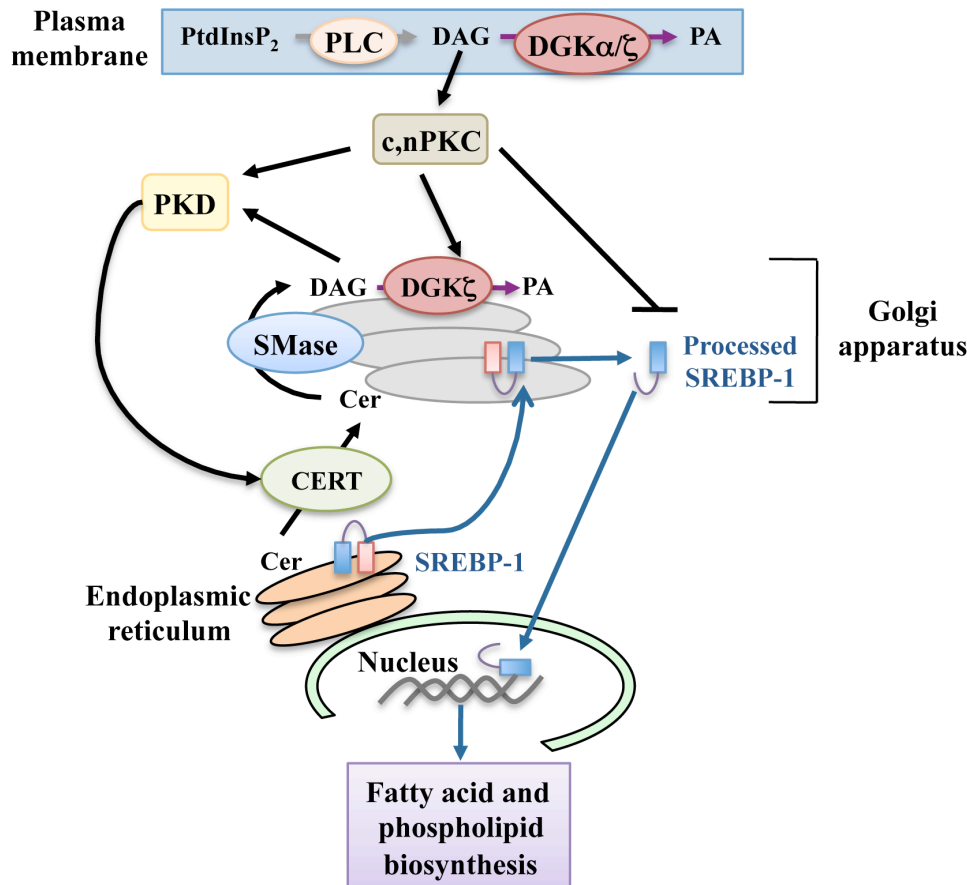 Plasma
membrane
PtdInsP₂ PLC DAG DGKα/ζ PA
c,nPKC
PKD
DAG DGKζ PA
SMase
Golgi
apparatus
Processed
SREBP-1
Cer
CERT
Cer
SREBP-1
Endoplasmic
reticulum
Nucleus
Fatty acid and
phospholipid
biosynthesis